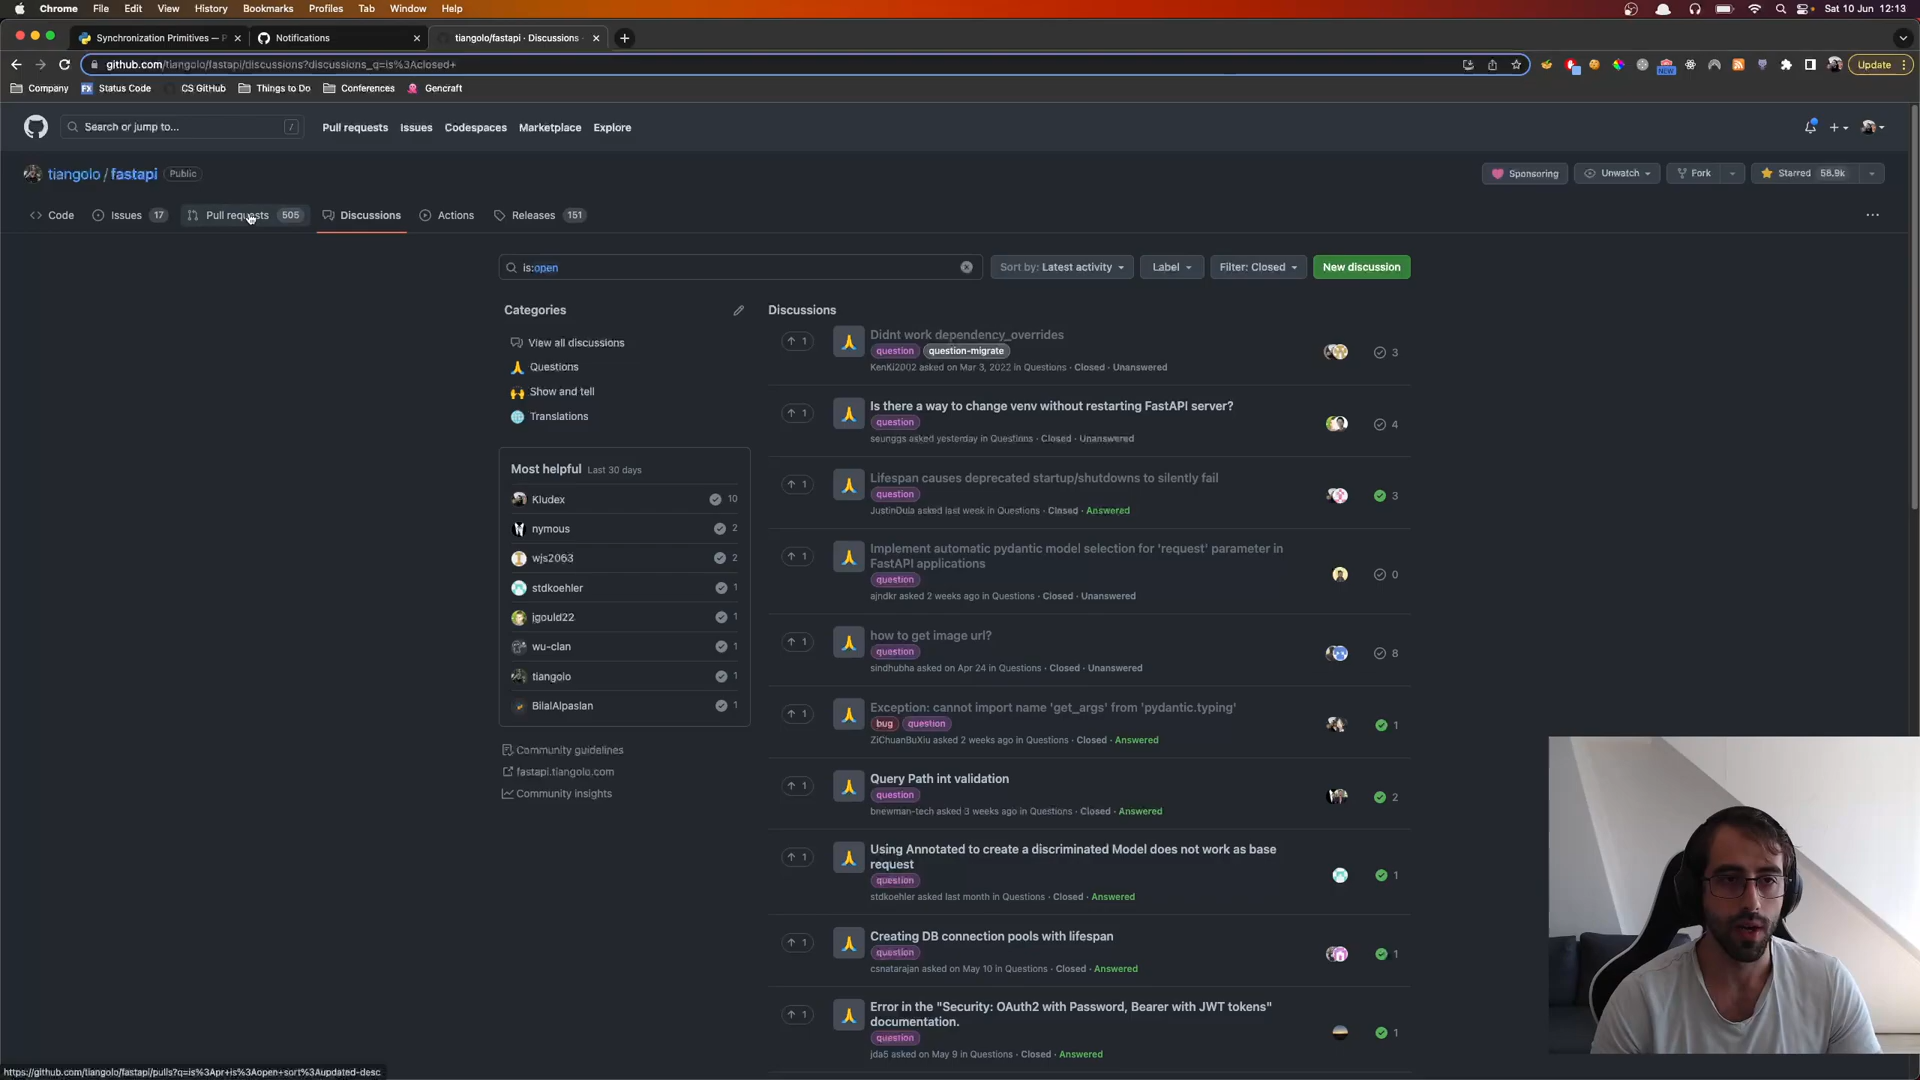 Chrome File Edit View History Bookmarks Profiles Tab Window Help Sat 10 Jun 12:13
Synchronization Primitives — P Notifications tiangolo/fastapi · Discussions
github.com/tiangolo/fastapi/discussions?discussions_q=is%3Aclosed+ Update
Company FX Status Code CS GitHub Things to Do Conferences Gencraft
Search or jump to... / Pull requests Issues Codespaces Marketplace Explore
tiangolo / fastapi Public Sponsoring Unwatch Fork Starred 58.9k
Code Issues 17 Pull requests 505 Discussions Actions Releases 151
is:open Sort by: Latest activity Label Filter: Closed New discussion
Categories
View all discussions
Questions
Show and tell
Translations
Most helpful Last 30 days
Kludex 10
nymous 2
wjs2063 2
stdkoehler 1
jgould22 1
wu-clan 1
tiangolo 1
BilalAlpaslan 1
Community guidelines
fastapi.tiangolo.com
Community insights
Discussions
1 Didnt work dependency_overrides
question question-migrate
KenKi2002 asked on Mar 3, 2022 in Questions · Closed · Unanswered 3
1 Is there a way to change venv without restarting FastAPI server?
question
seunggs asked yesterday in Questions · Closed · Unanswered 4
1 Lifespan causes deprecated startup/shutdowns to silently fail
question
JustinDuia asked last week in Questions · Closed · Answered 3
1 Implement automatic pydantic model selection for 'request' parameter in
FastAPI applications
question
ajndkr asked 2 weeks ago in Questions · Closed · Unanswered 0
1 how to get image url?
question
sindhubha asked on Apr 24 in Questions · Closed · Unanswered 8
1 Exception: cannot import name 'get_args' from 'pydantic.typing'
bug question
ZiChuanBuXiu asked 2 weeks ago in Questions · Closed · Answered 1
1 Query Path int validation
question
bnewman-tech asked 3 weeks ago in Questions · Closed · Answered 2
1 Using Annotated to create a discriminated Model does not work as base
request
question
stdkoehler asked last month in Questions · Closed · Answered 1
1 Creating DB connection pools with lifespan
question
csnatarajan asked on May 10 in Questions · Closed · Answered 1
1 Error in the "Security: OAuth2 with Password, Bearer with JWT tokens"
documentation.
question
jda5 asked on May 9 in Questions · Closed · Answered 1
https://github.com/tiangolo/fastapi/pulls?q=is%3Apr+is%3Aopen+sort%3Aupdated-desc